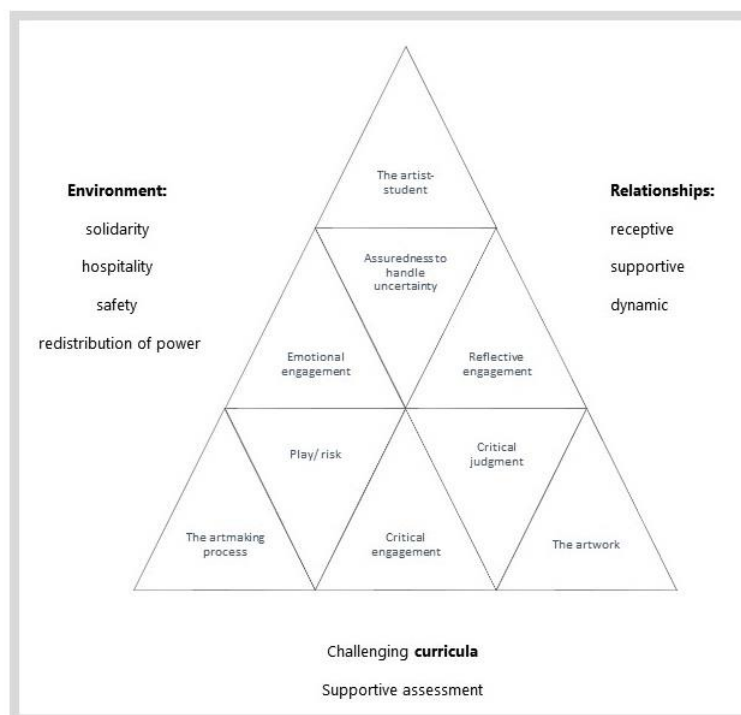 The artist-
student
Environment:
solidarity
hospitality
safety
redistribution of power
Relationships:
receptive
supportive
dynamic
Assuredness to
handle
uncertainty
Emotional
engagement
Reflective
engagement
Play/ risk
Critical
judgment
The artmaking
process
Critical
engagement
The artwork
Challenging curricula
Supportive assessment